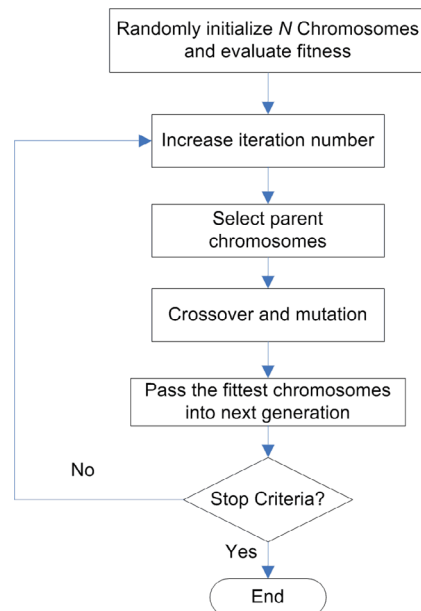 Randomly initialize N Chromosomes
and evaluate fitness
Increase iteration number
Select parent
chromosomes
Crossover and mutation
Pass the fittest chromosomes
into next generation
No
Stop Criteria?
Yes
End